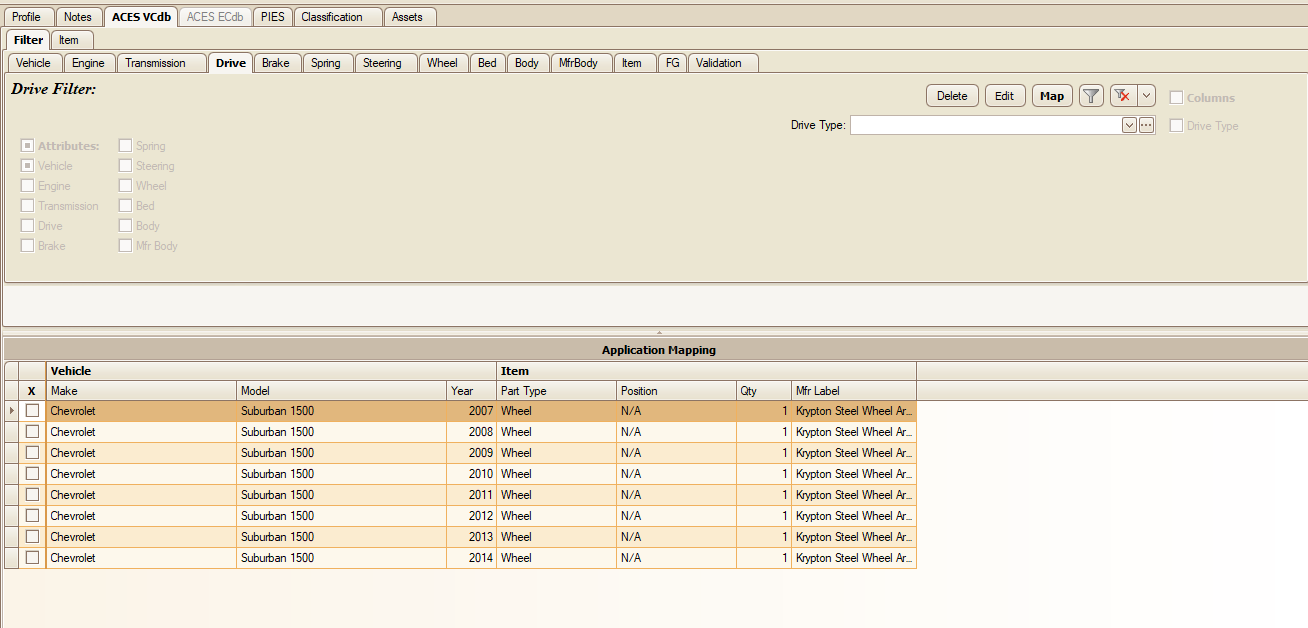 Profile Notes ACES VCdb ACES ECdb PIES Classification Assets
Filter Item
Vehicle Engine Transmission Drive Brake Spring Steering Wheel Bed Body MfrBody Item FG Validation
Drive Filter:
Delete Edit Map Columns
Drive Type: Drive Type
Attributes: Spring
Vehicle Steering
Engine Wheel
Transmission Bed
Drive Body
Brake Mfr Body
Application Mapping
Vehicle Item
X Make Model Year Part Type Position Qty Mfr Label
Chevrolet Suburban 1500 2007 Wheel N/A 1 Krypton Steel Wheel Ar...
Chevrolet Suburban 1500 2008 Wheel N/A 1 Krypton Steel Wheel Ar...
Chevrolet Suburban 1500 2009 Wheel N/A 1 Krypton Steel Wheel Ar...
Chevrolet Suburban 1500 2010 Wheel N/A 1 Krypton Steel Wheel Ar...
Chevrolet Suburban 1500 2011 Wheel N/A 1 Krypton Steel Wheel Ar...
Chevrolet Suburban 1500 2012 Wheel N/A 1 Krypton Steel Wheel Ar...
Chevrolet Suburban 1500 2013 Wheel N/A 1 Krypton Steel Wheel Ar...
Chevrolet Suburban 1500 2014 Wheel N/A 1 Krypton Steel Wheel Ar...